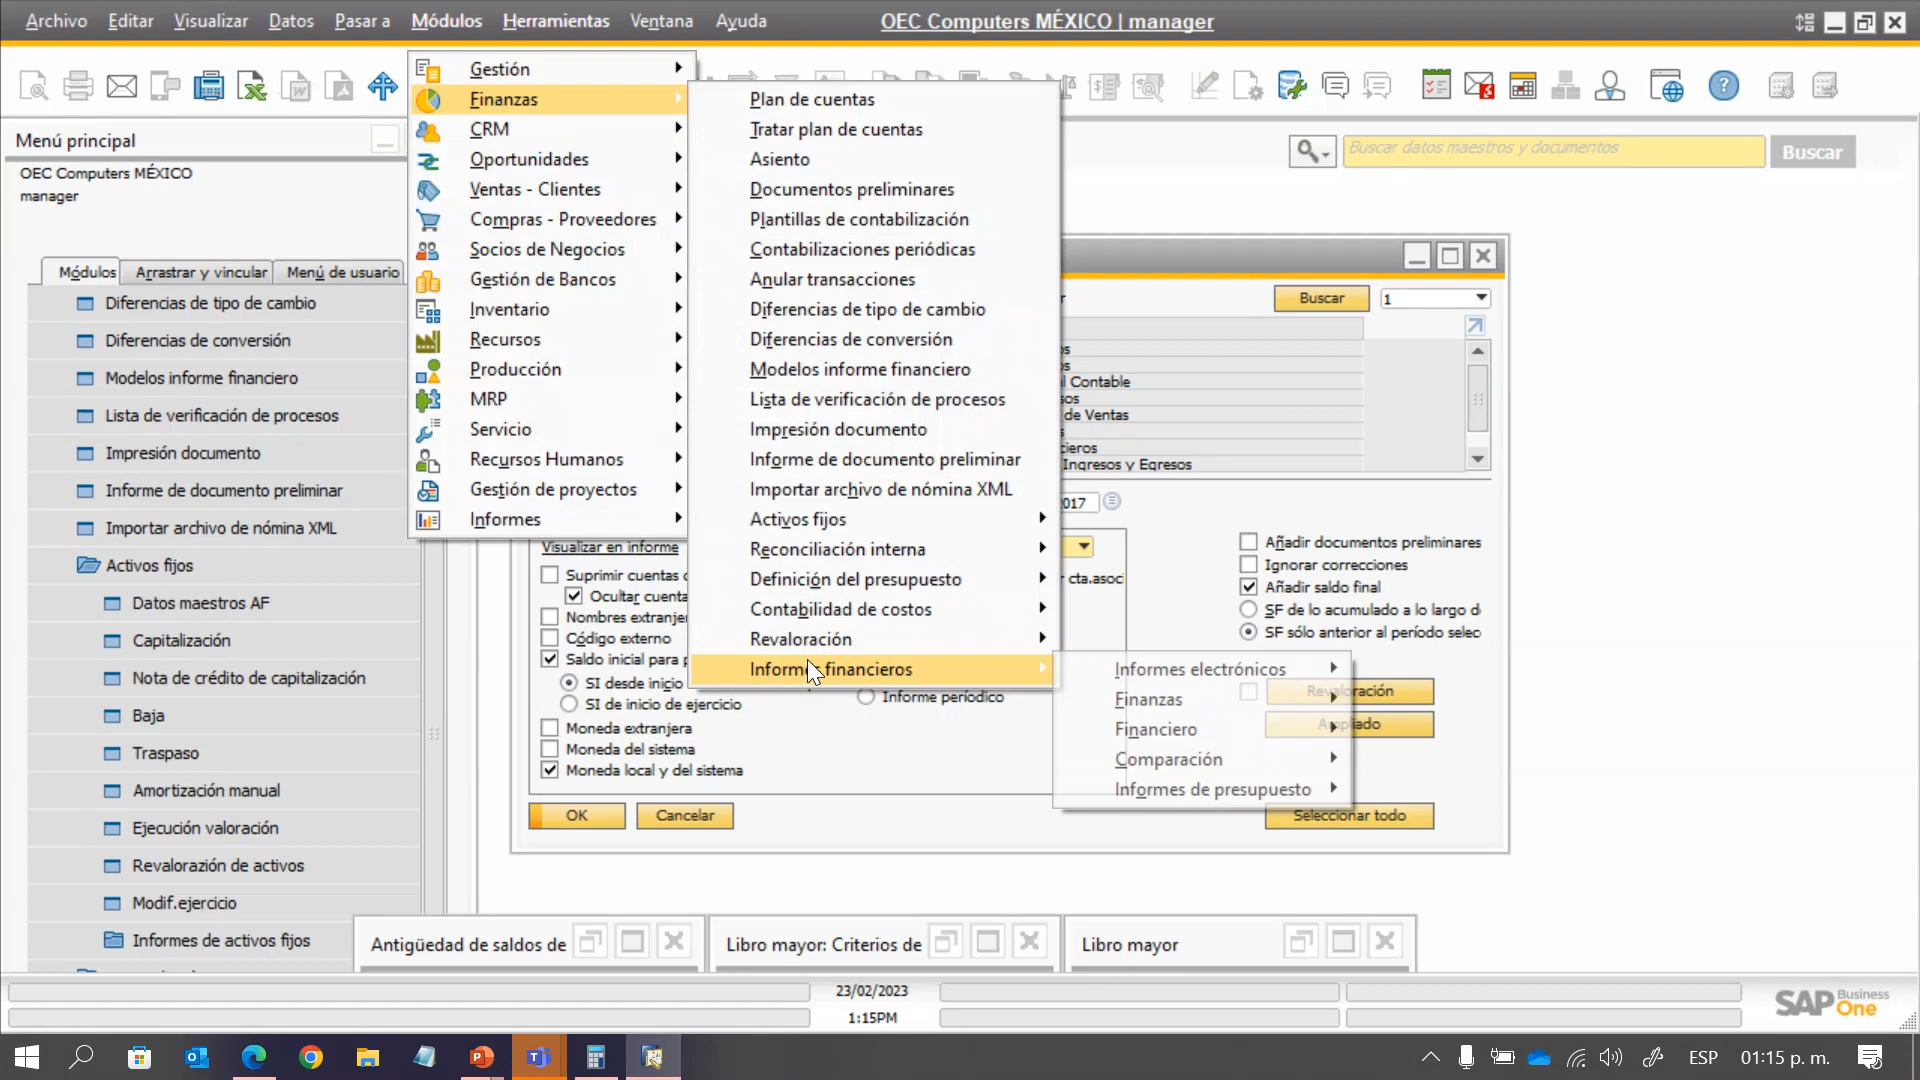 Archivo Editar Visualizar Datos Pasar a Módulos Herramientas Ventana Ayuda
OEC Computers MÉXICO | manager
Menú principal
OEC Computers MÉXICO
manager
Módulos Arrastrar y vincular Menú de usuario
Diferencias de tipo de cambio
Diferencias de conversión
Modelos informe financiero
Lista de verificación de procesos
Impresión documento
Informe de documento preliminar
Importar archivo de nómina XML
Activos fijos
Datos maestros AF
Capitalización
Nota de crédito de capitalización
Baja
Traspaso
Amortización manual
Ejecución valoración
Revalorazión de activos
Modif.ejercicio
Informes de activos fijos
Gestión
Finanzas
CRM
Oportunidades
Ventas - Clientes
Compras - Proveedores
Socios de Negocios
Gestión de Bancos
Inventario
Recursos
Producción
MRP
Servicio
Recursos Humanos
Gestión de proyectos
Informes
Plan de cuentas
Tratar plan de cuentas
Asiento
Documentos preliminares
Plantillas de contabilización
Contabilizaciones periódicas
Anular transacciones
Diferencias de tipo de cambio
Diferencias de conversión
Modelos informe financiero
Lista de verificación de procesos
Impresión documento
Informe de documento preliminar
Importar archivo de nómina XML
Activos fijos
Reconciliación interna
Definición del presupuesto
Contabilidad de costos
Revaloración
Informes financieros
Informes electrónicos
Finanzas
Financiero
Comparación
Informes de presupuesto
Buscar datos maestros y documentos
Buscar
Buscar 1
l Contable
de Ventas
cieros
Ingresos y Egresos
2017
Visualizar en informe
Suprimir cuentas
Ocultar cuenta
Nombres extranje
Código externo
Saldo inicial para
SI desde inicio
SI de inicio de ejercicio
Moneda extranjera
Moneda del sistema
Moneda local y del sistema
cta.asoci
Informe periódico
Añadir documentos preliminares
Ignorar correcciones
Añadir saldo final
SF de lo acumulado a lo largo d
SF sólo anterior al período selec
Revaloración
Ampliado
OK Cancelar Seleccionar todo
Antigüedad de saldos de
Libro mayor: Criterios de
Libro mayor
23/02/2023
1:15PM
SAP Business One
ESP 01:15 p. m.